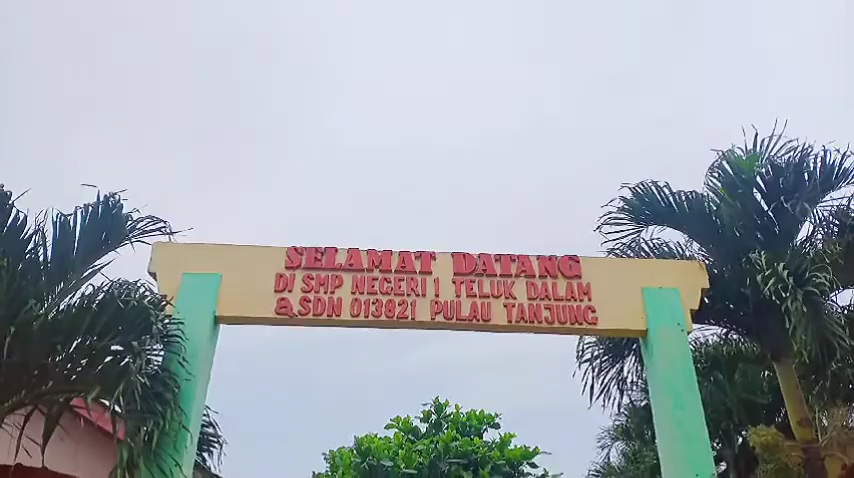 SELAMAT DATANG
DI SMP NEGERI 1 TELUK DALAM
& SDN 013821 PULAU TANJUNG